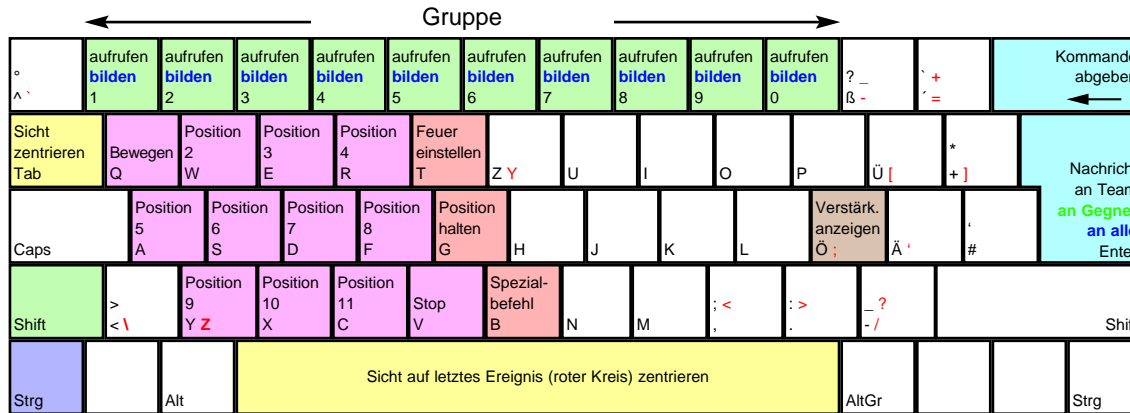 Gruppe
°
^ `
aufrufen
bilden
1
aufrufen
bilden
2
aufrufen
bilden
3
aufrufen
bilden
4
aufrufen
bilden
5
aufrufen
bilden
6
aufrufen
bilden
7
aufrufen
bilden
8
aufrufen
bilden
9
aufrufen
bilden
0
? _
ß -
` +
´ =
Kommando
abgeben
Sicht
zentrieren
Tab
Bewegen
Q
Position
2
W
Position
3
E
Position
4
R
Feuer
einstellen
T
Z Y
U
I
O
P
Ü [
*
+ ]
Nachrich
an Team
an Gegne
an alle
Ente
Caps
Position
5
A
Position
6
S
Position
7
D
Position
8
F
Position
halten
G
H
J
K
L
Verstärk.
anzeigen
Ö ;
Ä '
'
#
Shift
>
< \
Position
9
Y Z
Position
10
X
Position
11
C
Stop
V
Spezial-
befehl
B
N
M
; <
,
: >
.
_ ?
- /
Shif
Strg
Alt
Sicht auf letztes Ereignis (roter Kreis) zentrieren
AltGr
Strg